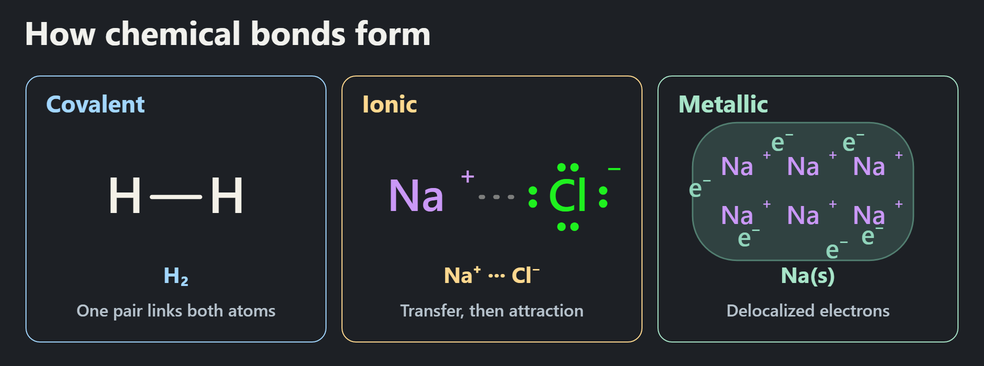 How chemical bonds form
Covalent
H—H
H₂
One pair links both atoms
Ionic
Na⁺ ··· :Cl:⁻
Na⁺ ··· Cl⁻
Transfer, then attraction
Metallic
e⁻ e⁻
Na⁺ Na⁺ Na⁺
e⁻
Na⁺ Na⁺ Na⁺
e⁻ e⁻ e⁻
Na(s)
Delocalized electrons